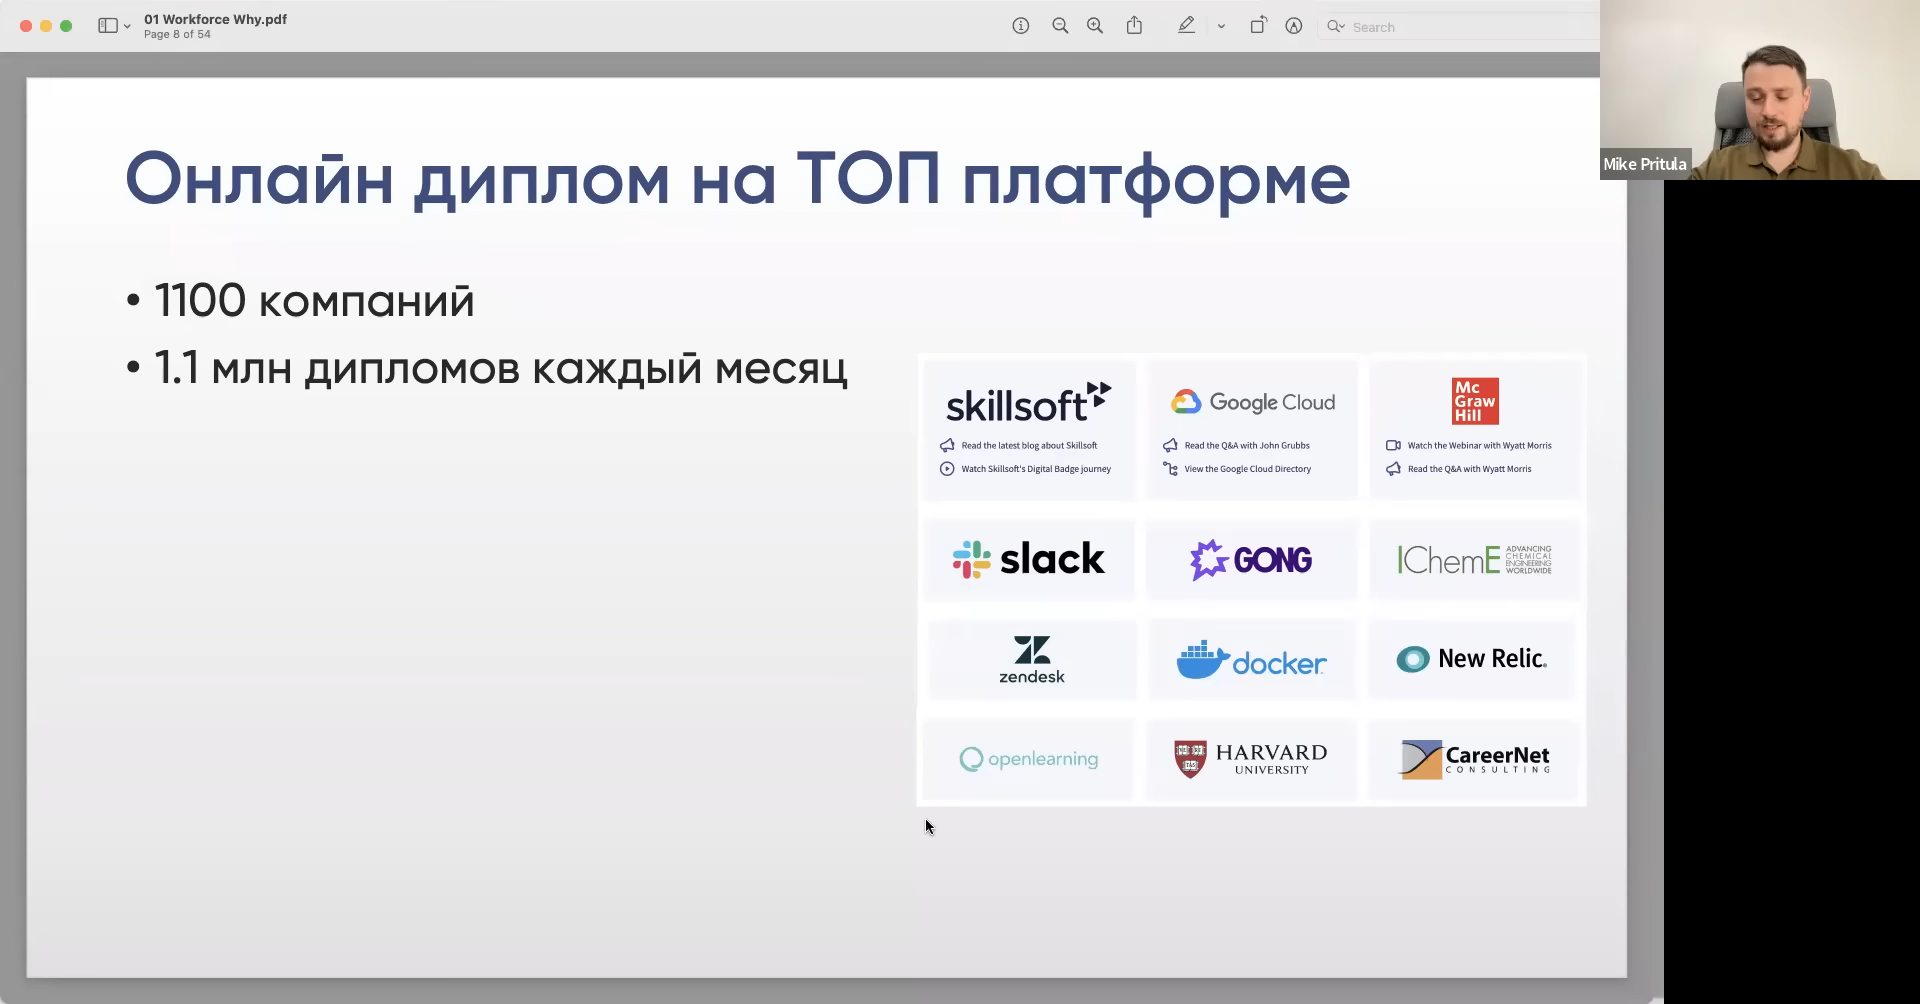 01 Workforce Why.pdf
Page 8 of 54
Search
Mike Pritula
Онлайн диплом на ТОП платформе
• 1100 компаний
• 1.1 млн дипломов каждый месяц
skillsoft
Read the latest blog about Skillsoft
Watch Skillsoft's Digital Badge journey
Google Cloud
Read the Q&A with John Grubbs
View the Google Cloud Directory
Mc
Graw
Hill
Watch the Webinar with Wyatt Morris
Read the Q&A with Wyatt Morris
slack
GONG
IChemE
ADVANCING
CHEMICAL
ENGINEERING
WORLDWIDE
zendesk
docker
New Relic
openlearning
HARVARD
UNIVERSITY
CareerNet
CONSULTING